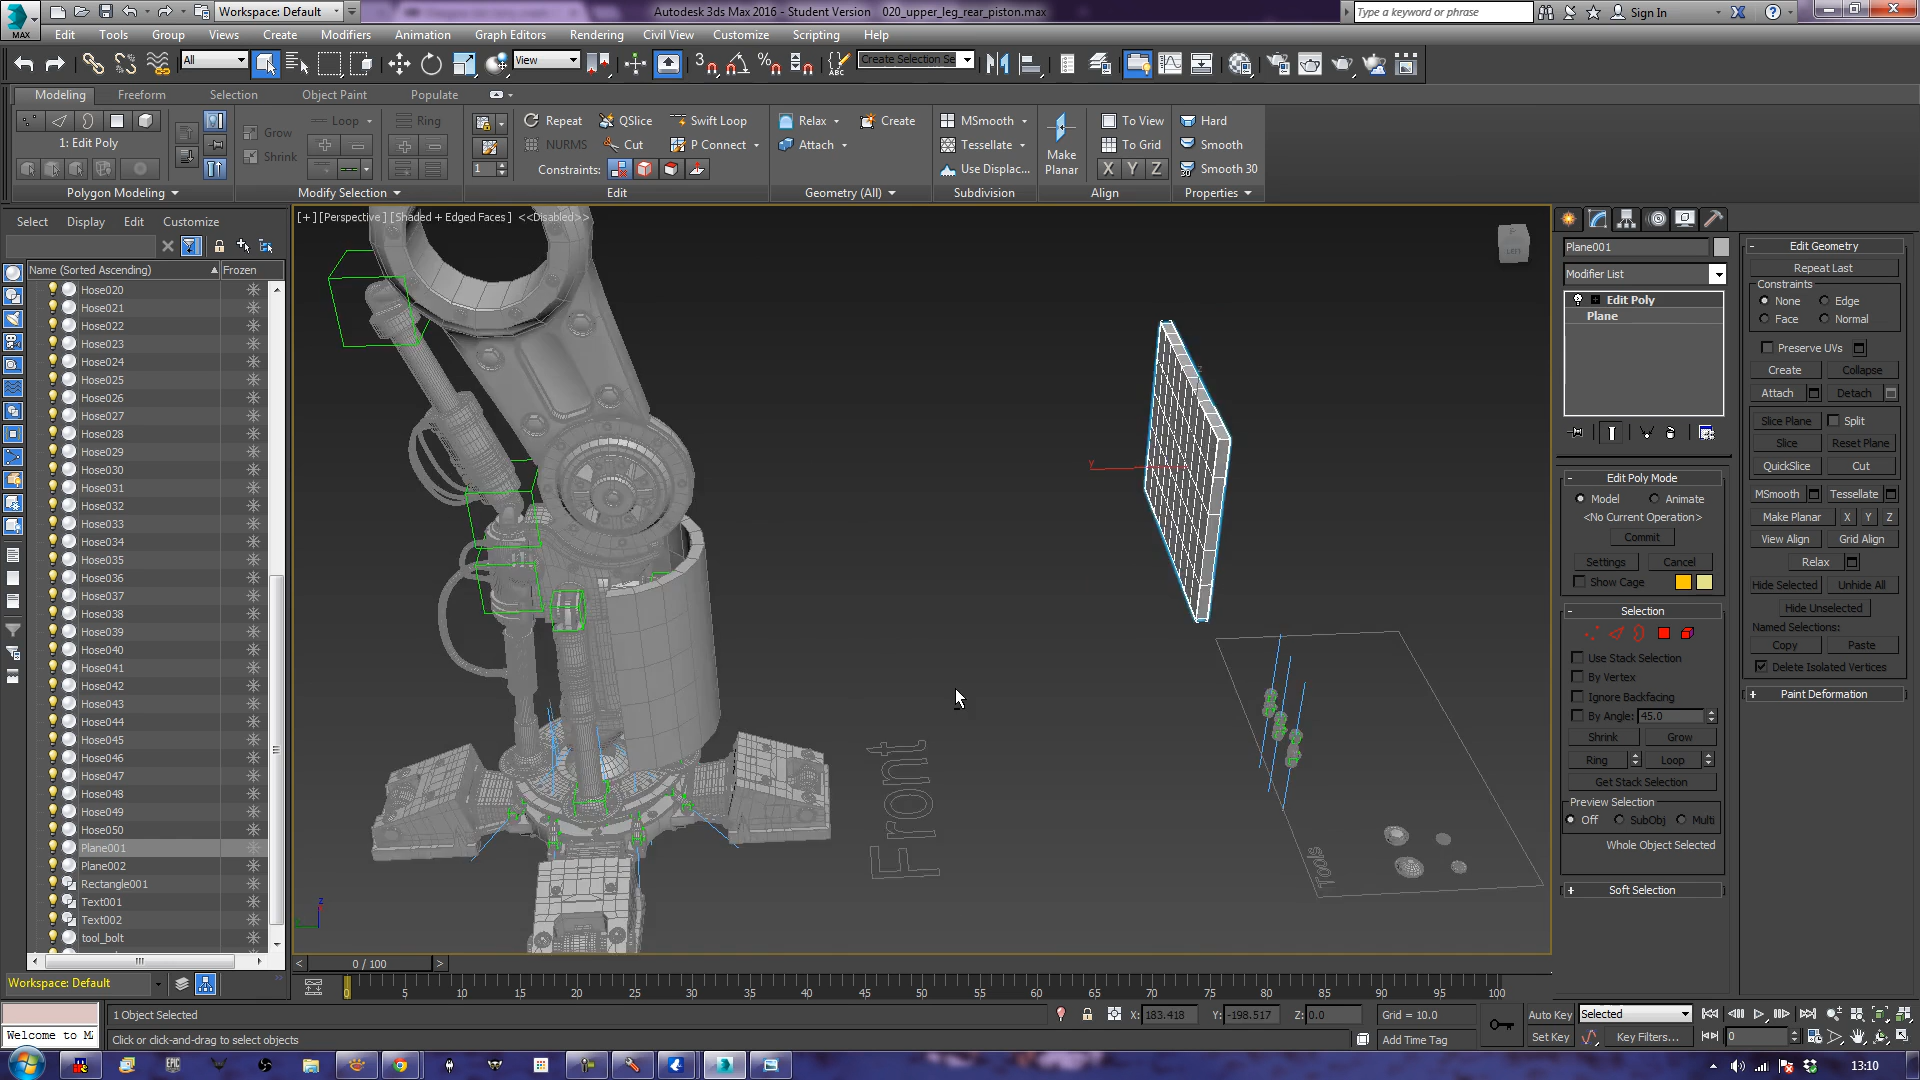 Workspace: Default
Autodesk 3ds Max 2016 - Student Version 020_upper_leg_rear_piston.max
Type a keyword or phrase
Sign In
MAX
Edit Tools Group Views Create Modifiers Animation Graph Editors Rendering Civil View Customize Scripting Help
All
View
Create Selection Se
Modeling Freeform Selection Object Paint Populate
1: Edit Poly
Polygon Modeling
Grow
Shrink
Loop
Ring
Modify Selection
Repeat QSlice Swift Loop
NURMS Cut P Connect
1 Constraints:
Edit
Relax Create
Attach
Geometry (All)
MSmooth
Tessellate
Use Displac...
Subdivision
Make Planar
To View
To Grid
X Y Z
Align
Hard
Smooth
Smooth 30
Properties
Select Display Edit Customize
Name (Sorted Ascending) Frozen
Hose020
Hose021
Hose022
Hose023
Hose024
Hose025
Hose026
Hose027
Hose028
Hose029
Hose030
Hose031
Hose032
Hose033
Hose034
Hose035
Hose036
Hose037
Hose038
Hose039
Hose040
Hose041
Hose042
Hose043
Hose044
Hose045
Hose046
Hose047
Hose048
Hose049
Hose050
Plane001
Plane002
Rectangle001
Text001
Text002
tool_bolt
Workspace: Default
[+] [Perspective] [Shaded + Edged Faces] <<Disabled>>
LEFT
Front
Tools
Plane001
Modifier List
Edit Poly
Plane
Edit Poly Mode
Model Animate
<No Current Operation>
Commit
Settings Cancel
Show Cage
Selection
Use Stack Selection
By Vertex
Ignore Backfacing
By Angle: 45.0
Shrink Grow
Ring Loop
Get Stack Selection
Preview Selection
Off SubObj Multi
Whole Object Selected
Soft Selection
Edit Geometry
Repeat Last
Constraints
None Edge
Face Normal
Preserve UVs
Create Collapse
Attach Detach
Slice Plane Split
Slice Reset Plane
QuickSlice Cut
MSmooth Tessellate
Make Planar X Y Z
View Align Grid Align
Relax
Hide Selected Unhide All
Hide Unselected
Named Selections:
Copy Paste
Delete Isolated Vertices
Paint Deformation
0 / 100
0 5 10 15 20 25 30 35 40 45 50 55 60 65 70 75 80 85 90 95 100
1 Object Selected
X: 183.418 Y: -198.517 Z: 0.0 Grid = 10.0
Auto Key Selected
Welcome to M
Click or click-and-drag to select objects
Add Time Tag
Set Key Key Filters... 0
13:10